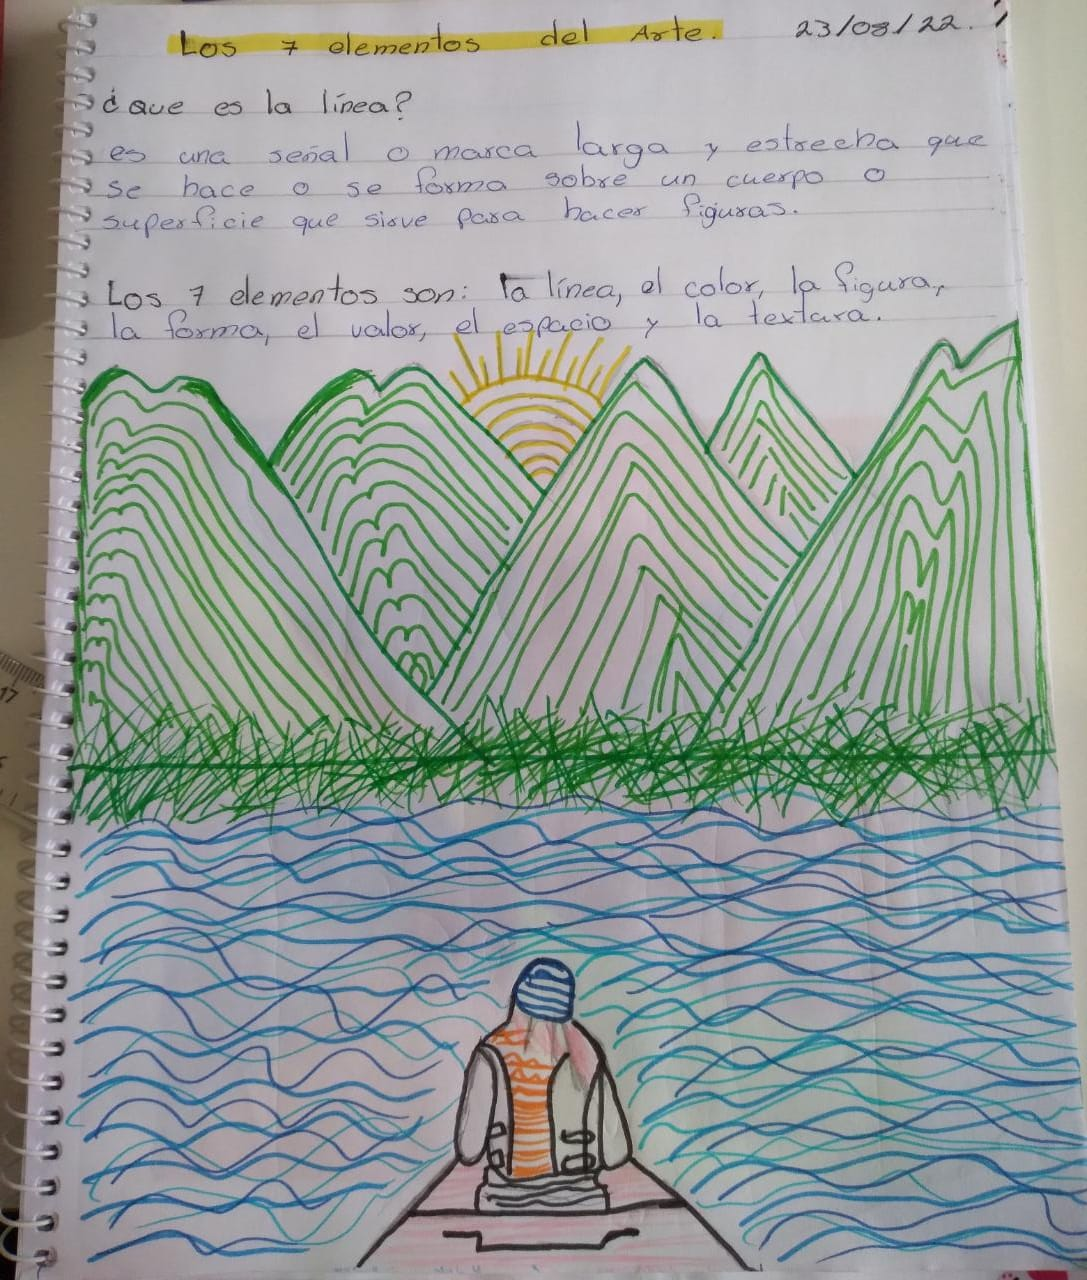 Los 7 elementos del Arte. 23/08/22.
¿que es la línea?
es una señal o marca larga y estrecha que
se hace o se forma sobre un cuerpo o
superficie que sirve para hacer figuras.
Los 7 elementos son: la línea, el color, la figura,
la forma, el valor, el espacio y la textura.
17